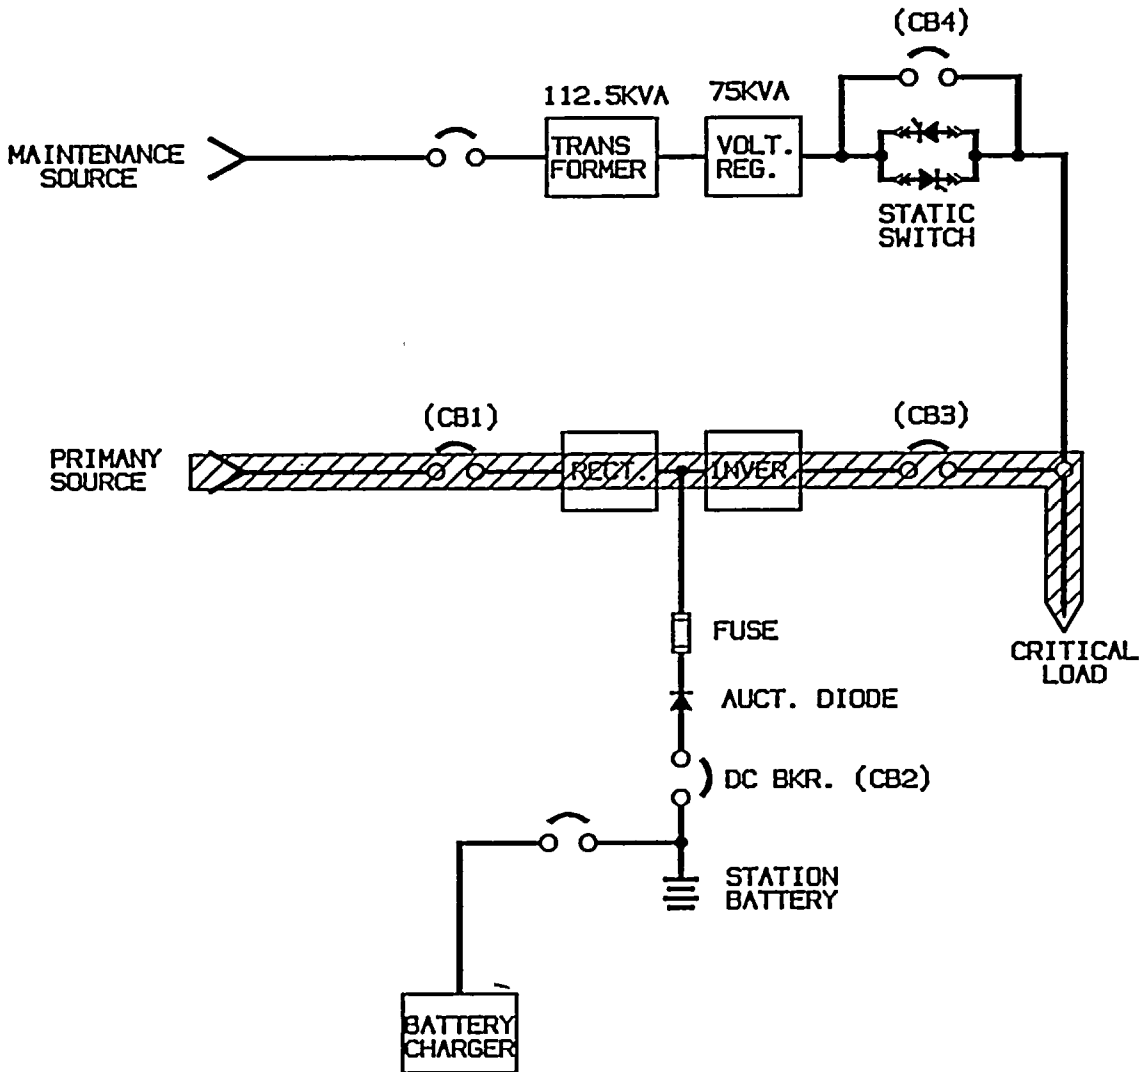 (CB4)
112.5KVA
75KVA
MAINTENANCE
SOURCE
TRANS
FORMER
VOLT.
REG.
STATIC
SWITCH
(CB1)
(CB3)
PRIMANY
SOURCE
RECT.
INVER.
FUSE
CRITICAL
LOAD
AUCT. DIODE
DC BKR. (CB2)
STATION
BATTERY
BATTERY
CHARGER